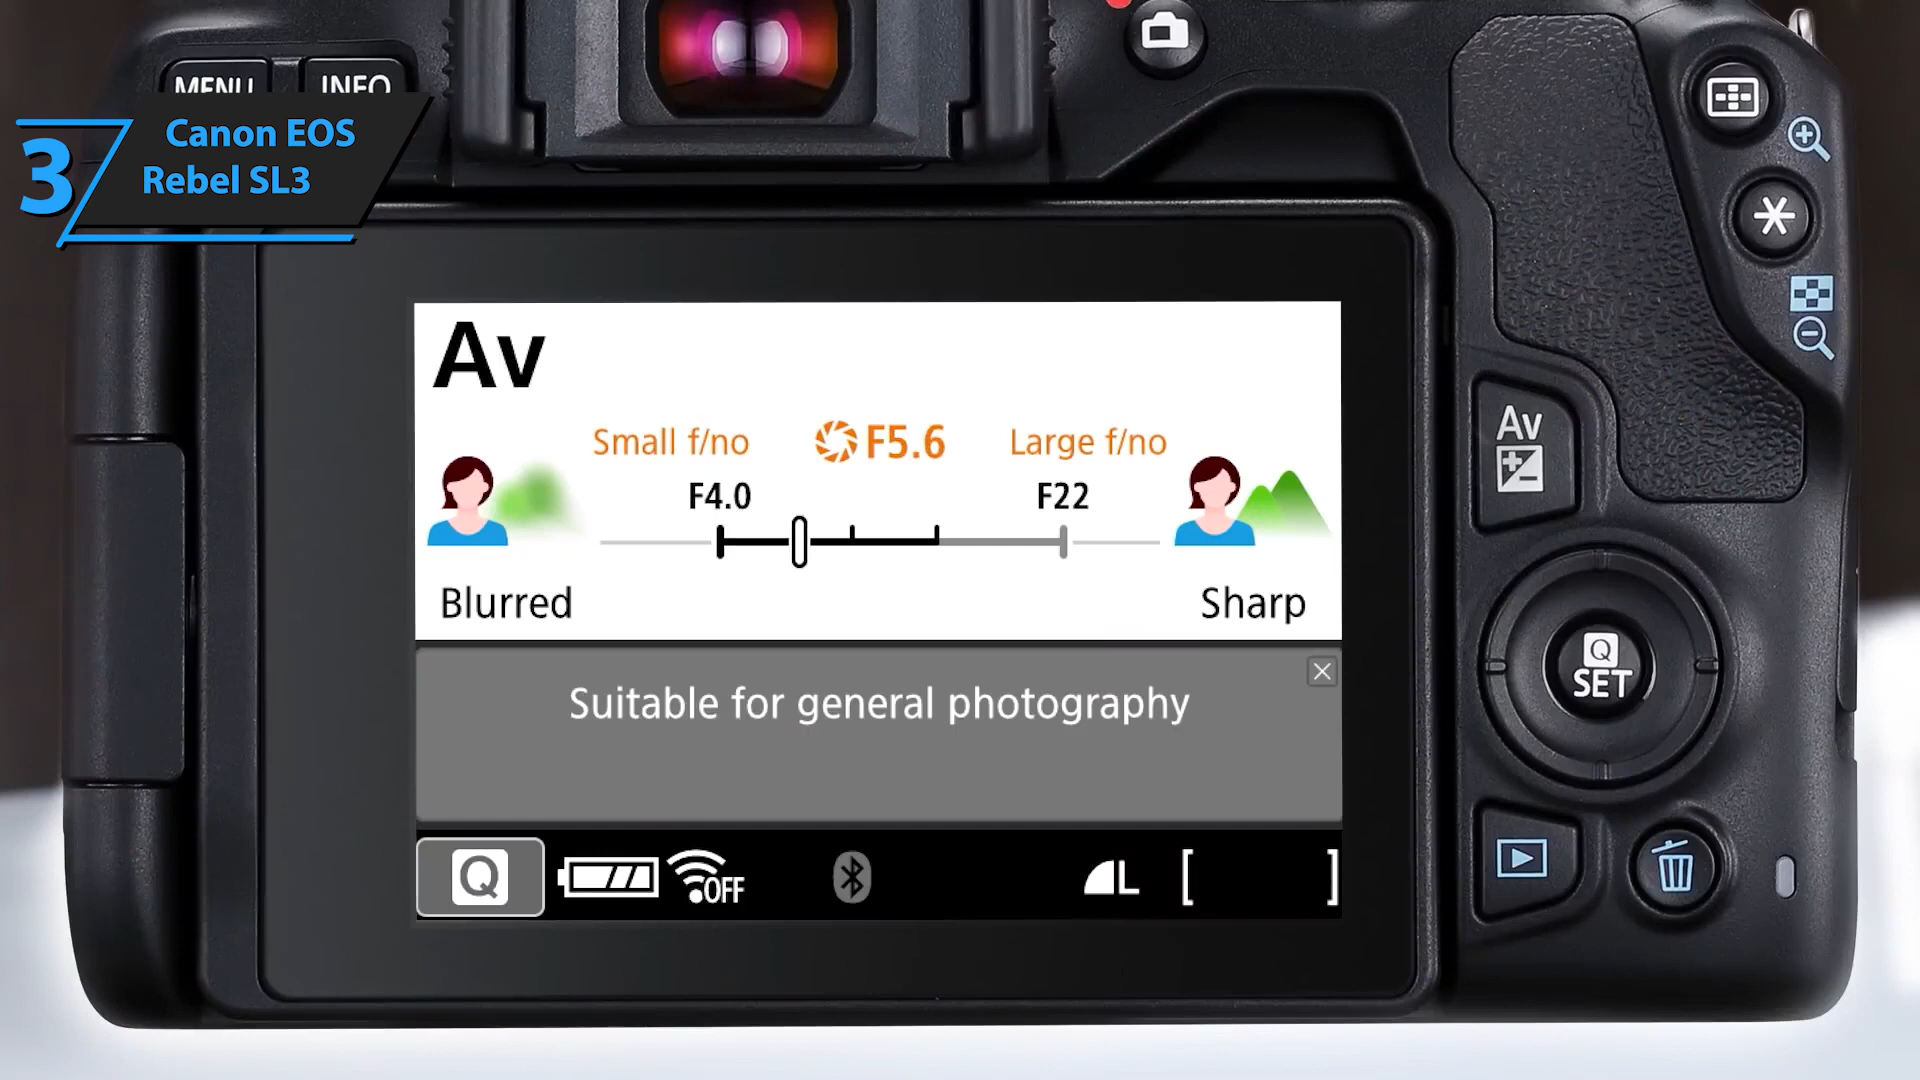 MENU INFO
3
Canon EOS
Rebel SL3
Av
Small f/no F5.6 Large f/no
F4.0 F22
Blurred Sharp
Suitable for general photography
Q OFF L [ ]
Av
Q
SET